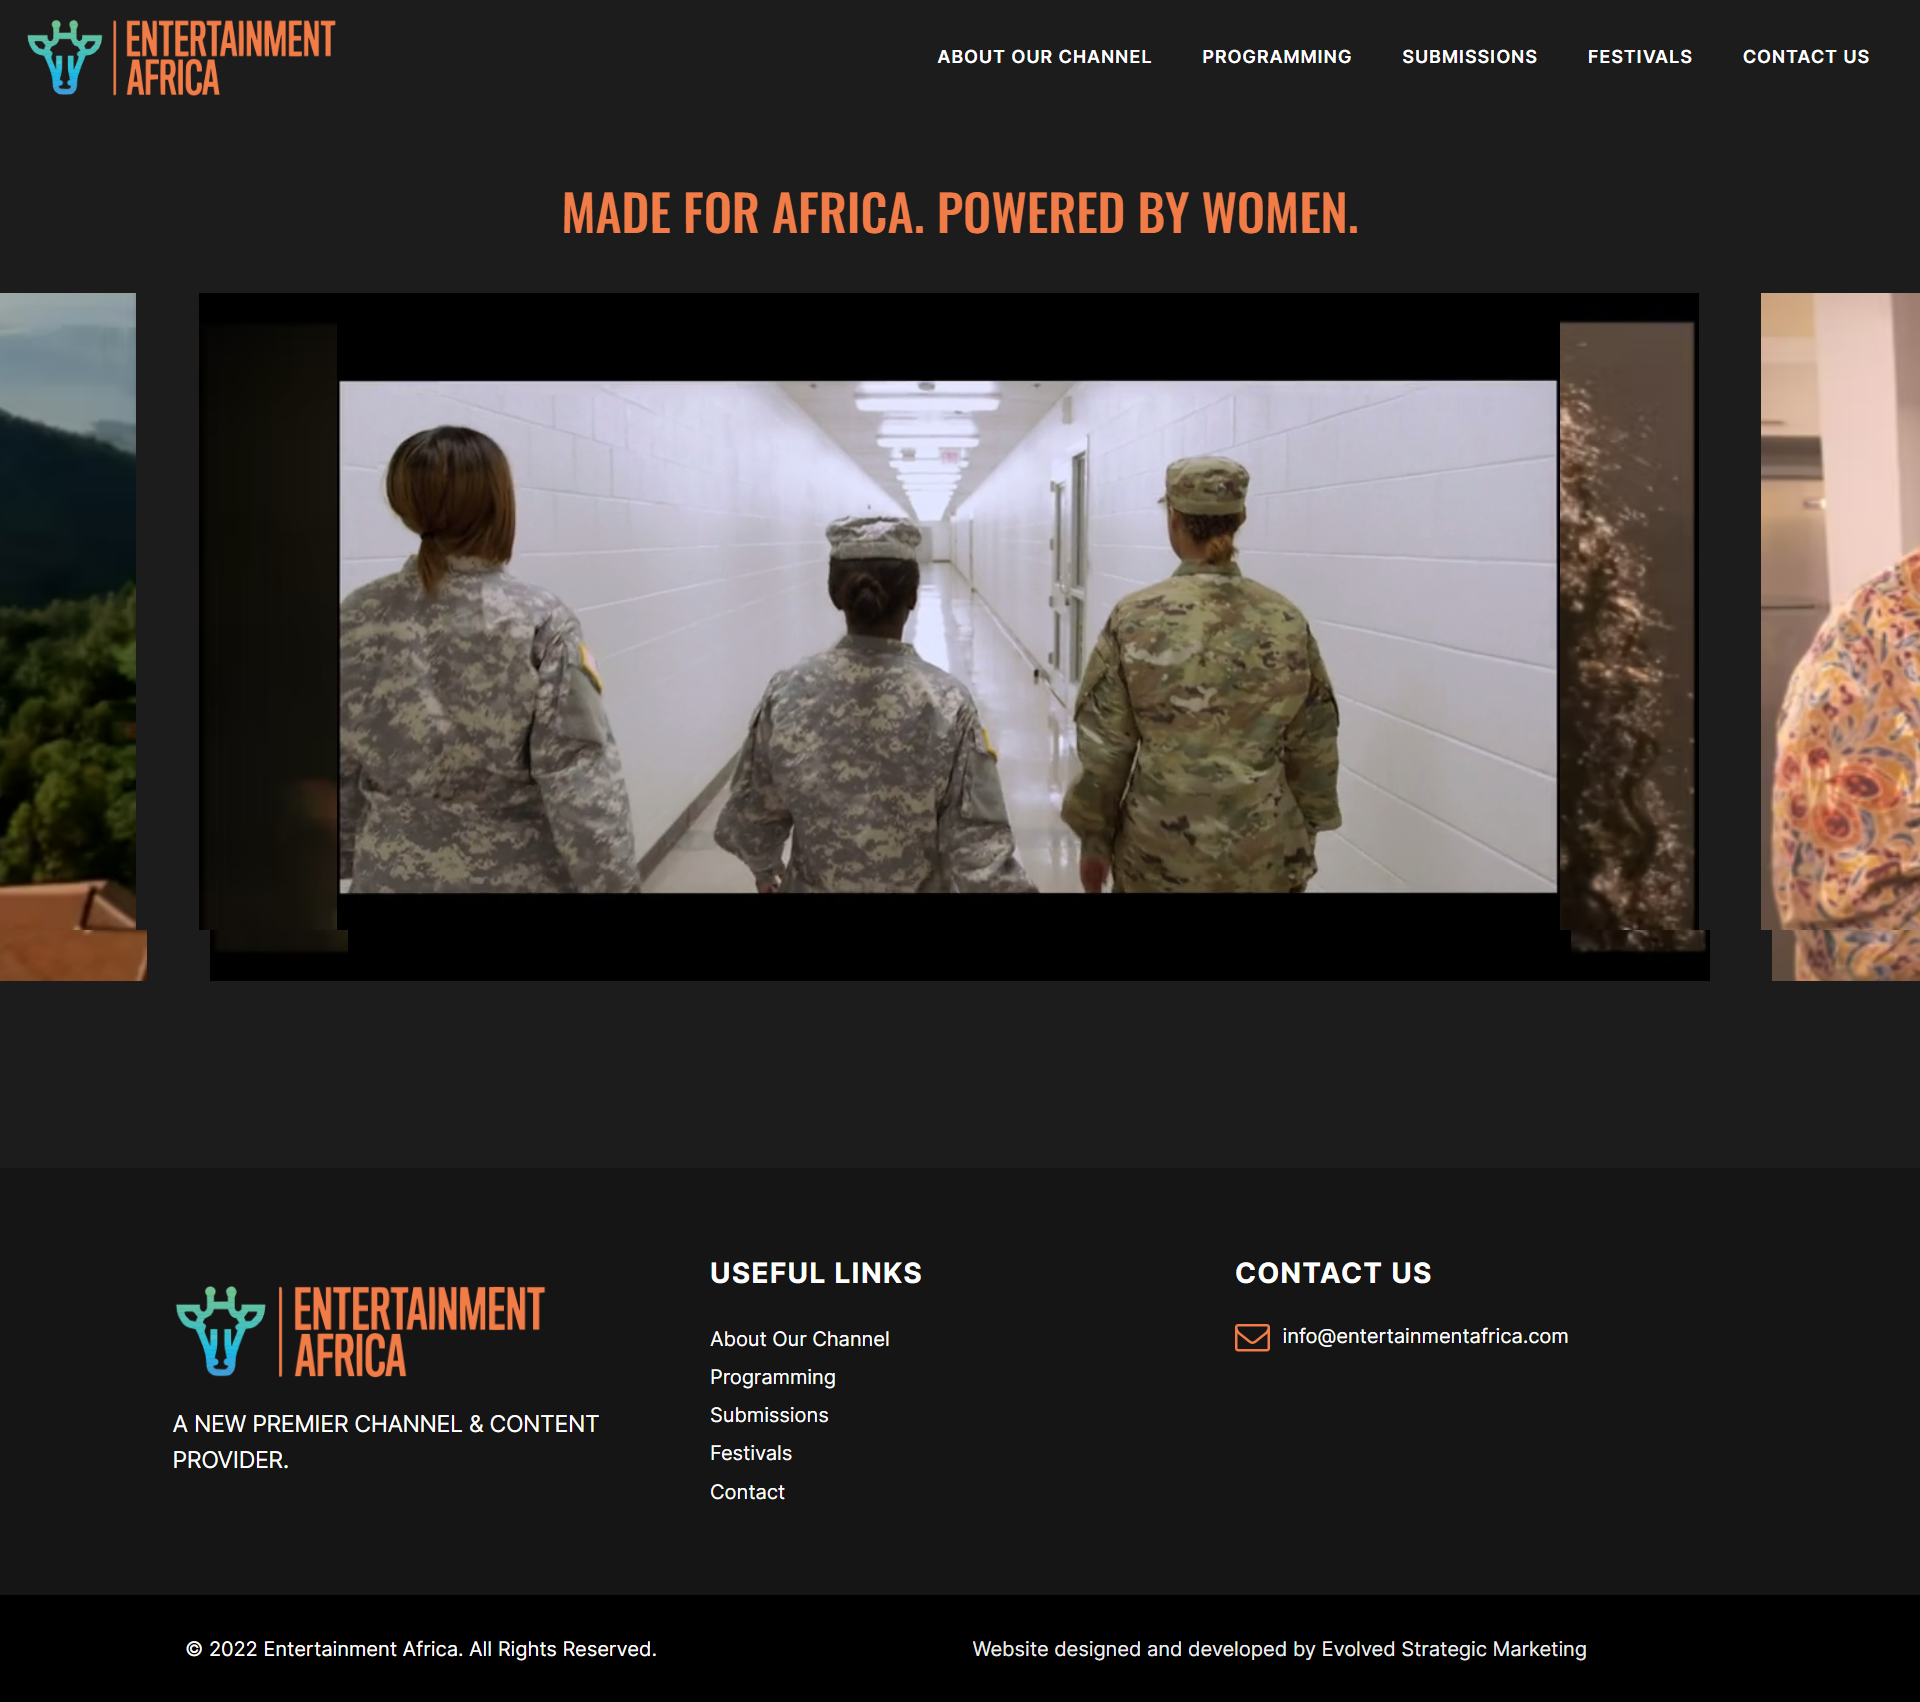 ENTERTAINMENT
AFRICA
ABOUT OUR CHANNEL
PROGRAMMING
SUBMISSIONS
FESTIVALS
CONTACT US
MADE FOR AFRICA. POWERED BY WOMEN.
ENTERTAINMENT
AFRICA
A NEW PREMIER CHANNEL & CONTENT
PROVIDER.
USEFUL LINKS
About Our Channel
Programming
Submissions
Festivals
Contact
CONTACT US
info@entertainmentafrica.com
© 2022 Entertainment Africa. All Rights Reserved.
Website designed and developed by Evolved Strategic Marketing